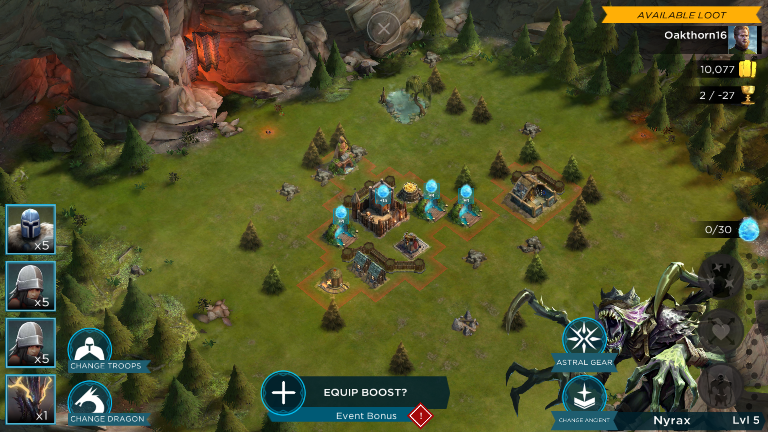 AVAILABLE LOOT
Oakthorn16
10,077
2 / -27
0/30
x5
x5
x5
x1
CHANGE TROOPS
CHANGE DRAGON
EQUIP BOOST?
Event Bonus
ASTRAL GEAR
CHANGE ANCIENT
Nyrax
Lvl 5